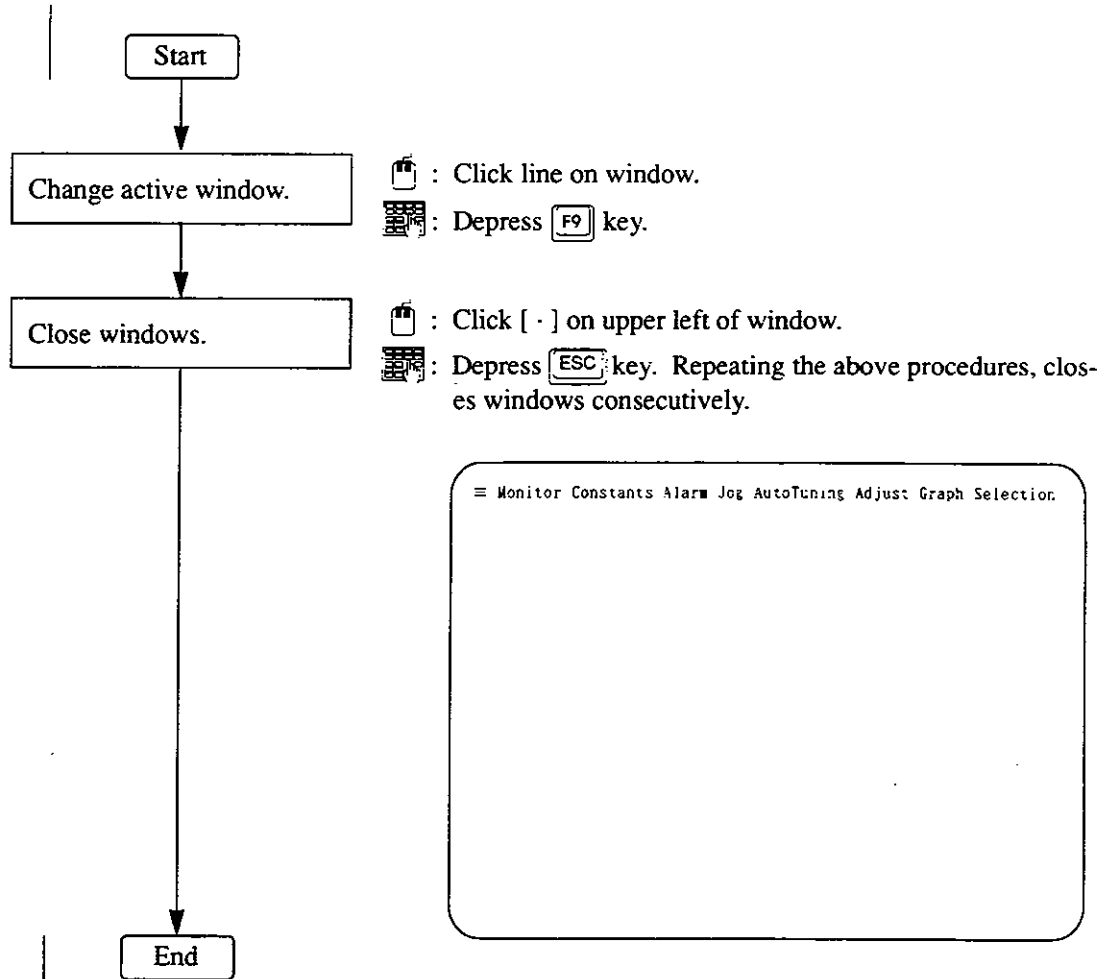 Start
Change active window.
: Click line on window.
: Depress F9 key.
Close windows.
: Click [ · ] on upper left of window.
: Depress ESC key. Repeating the above procedures, clos-
es windows consecutively.
≡ Monitor Constants Alarm Jog AutoTuning Adjust Graph Selection
End